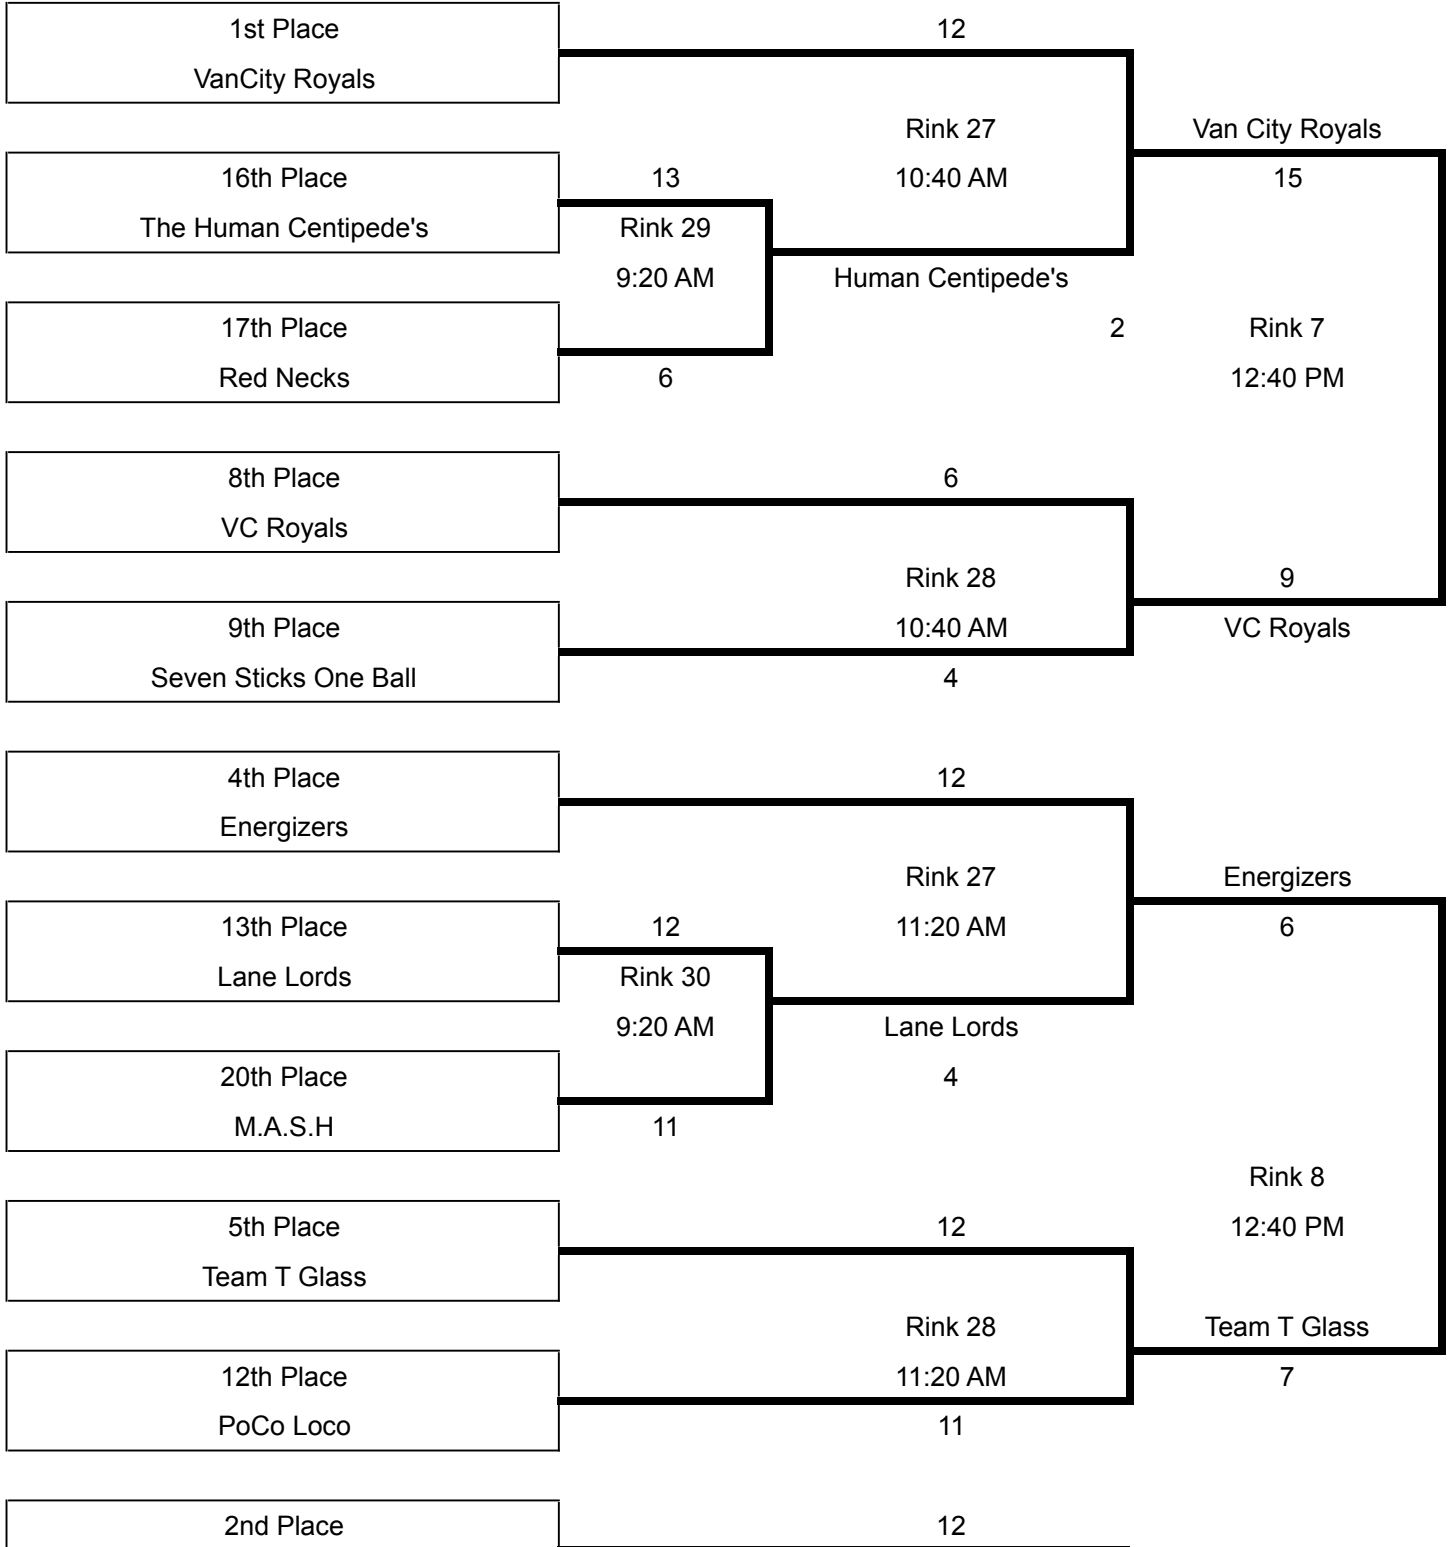 1st Place
12
VanCity Royals
Rink 27
Van City Royals
16th Place
13
10:40 AM
15
The Human Centipede's
Rink 29
9:20 AM
Human Centipede's
17th Place
2
Rink 7
Red Necks
6
12:40 PM
8th Place
6
VC Royals
Rink 28
9
9th Place
10:40 AM
VC Royals
Seven Sticks One Ball
4
4th Place
12
Energizers
Rink 27
Energizers
13th Place
12
11:20 AM
6
Lane Lords
Rink 30
9:20 AM
Lane Lords
20th Place
4
M.A.S.H
11
Rink 8
5th Place
12
12:40 PM
Team T Glass
Rink 28
Team T Glass
12th Place
11:20 AM
7
PoCo Loco
11
2nd Place
12